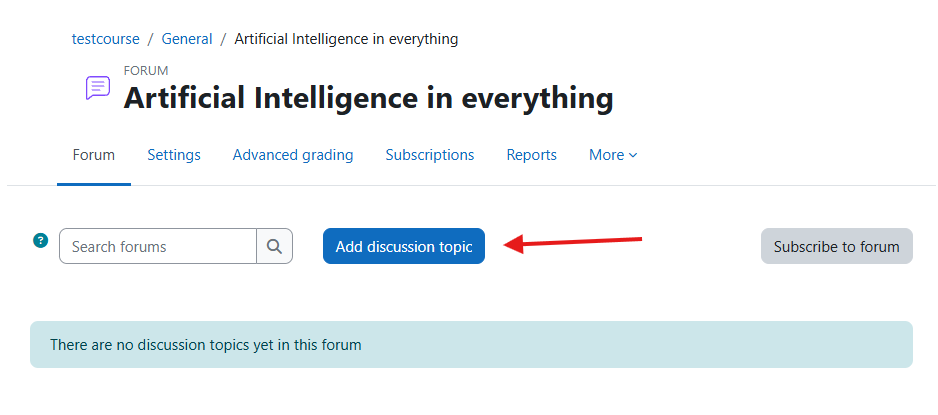 testcourse / General / Artificial Intelligence in everything
FORUM
Artificial Intelligence in everything
Forum Settings Advanced grading Subscriptions Reports More
? Search forums Add discussion topic Subscribe to forum
There are no discussion topics yet in this forum